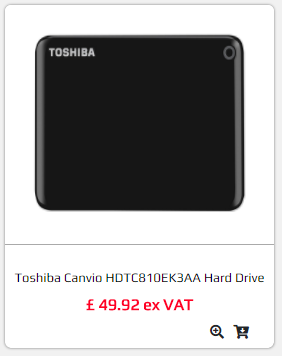 TOSHIBA
Toshiba Canvio HDTC810EK3AA Hard Drive
£ 49.92 ex VAT